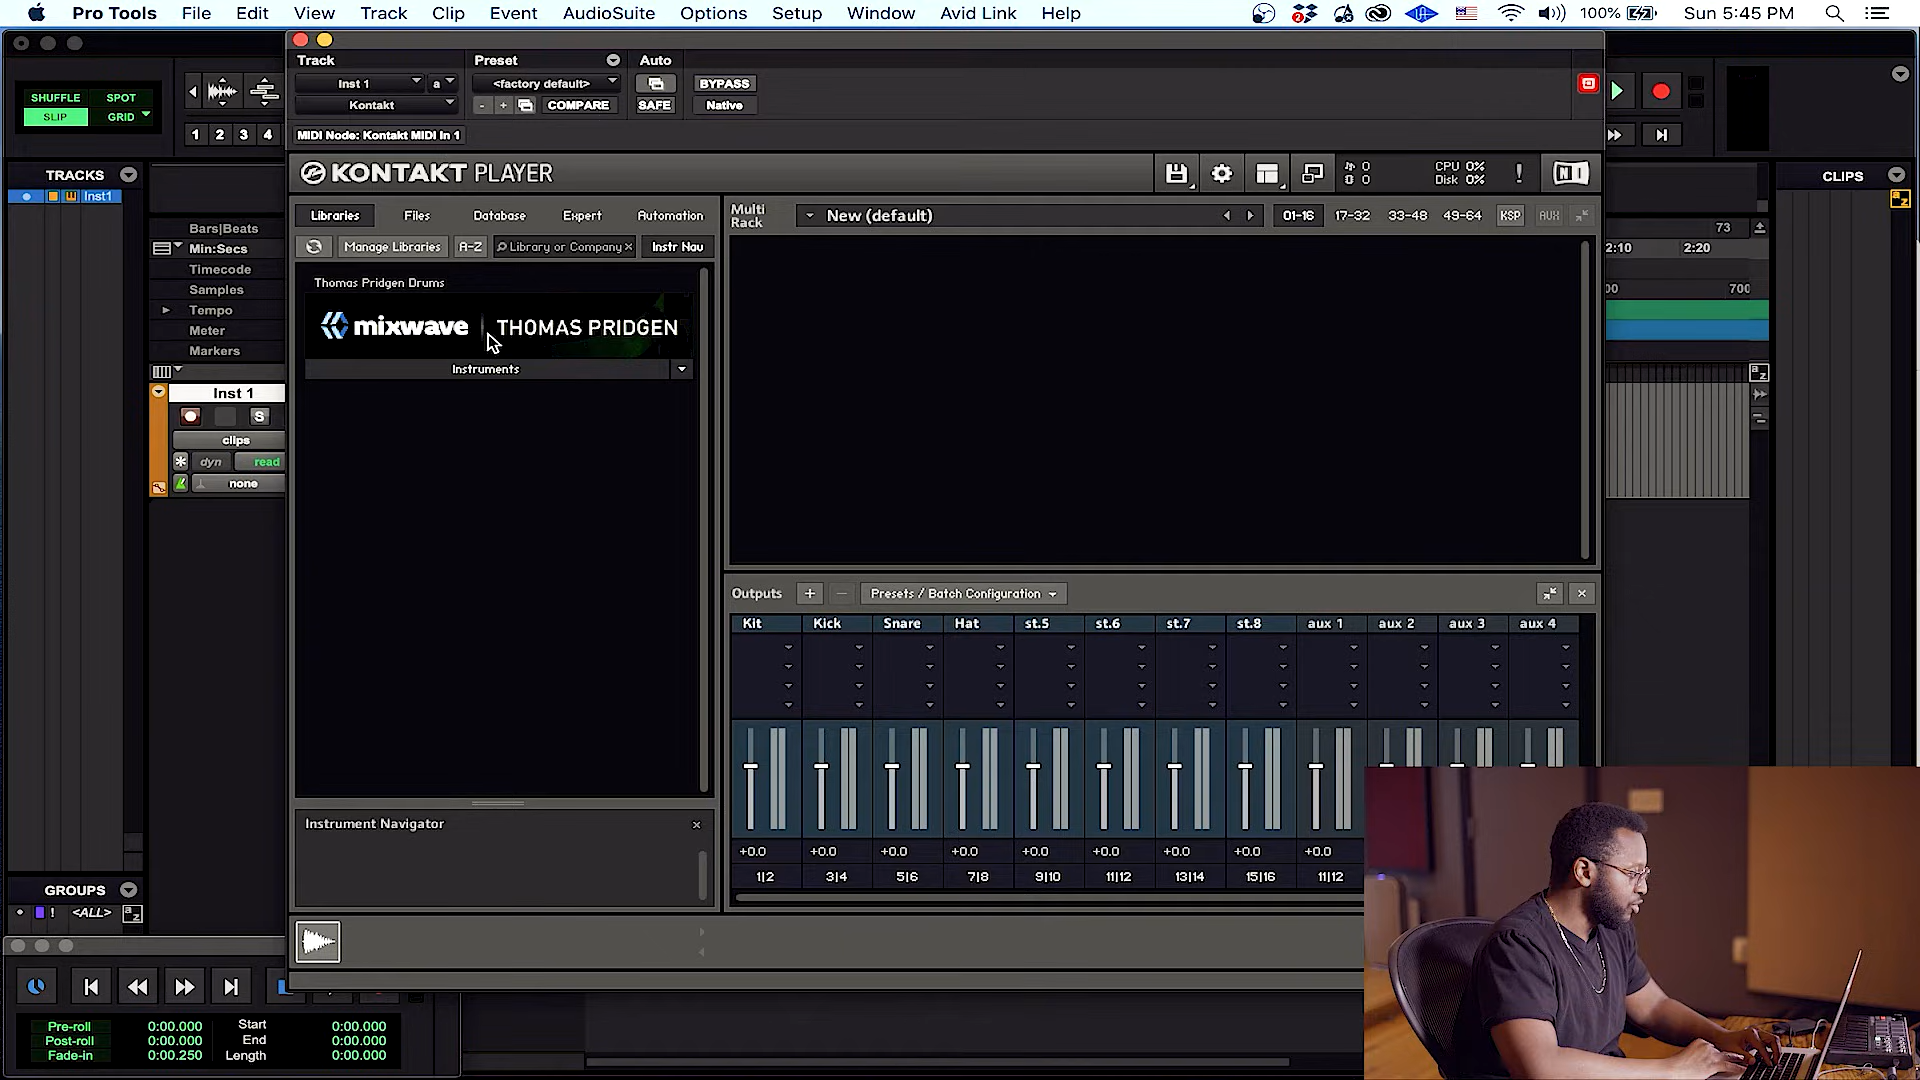 Pro Tools File Edit View Track Clip Event AudioSuite Options Setup Window Avid Link Help 2 100% Sun 5:45 PM
Track Preset Auto
Inst 1 a <factory default> BYPASS
Kontakt - + COMPARE SAFE Native
MIDI Node: Kontakt MIDI In 1
SHUFFLE SPOT
SLIP GRID
1 2 3 4
KONTAKT PLAYER
0
0
CPU 0%
Disk 0%
! NI
TRACKS
Inst1
CLIPS
Libraries Files Database Expert Automation
Manage Libraries A-Z Library or Company × Instr Nav
Multi Rack New (default) 01-16 17-32 33-48 49-64 KSP AUX
Bars|Beats
Min:Secs
Timecode
Samples
Tempo
Meter
Markers
73
2:10 2:20
00 700
Thomas Pridgen Drums
mixwave | THOMAS PRIDGEN
Instruments
Inst 1
S
clips
dyn read
none
Outputs + − Presets / Batch Configuration ×
Kit Kick Snare Hat st.5 st.6 st.7 st.8 aux 1 aux 2 aux 3 aux 4
+0.0 +0.0 +0.0 +0.0 +0.0 +0.0 +0.0 +0.0 +0.0
1|2 3|4 5|6 7|8 9|10 11|12 13|14 15|16 11|12
Instrument Navigator ×
GROUPS
! <ALL> a z
Pre-roll 0:00.000 Start 0:00.000
Post-roll 0:00.000 End 0:00.000
Fade-in 0:00.250 Length 0:00.000